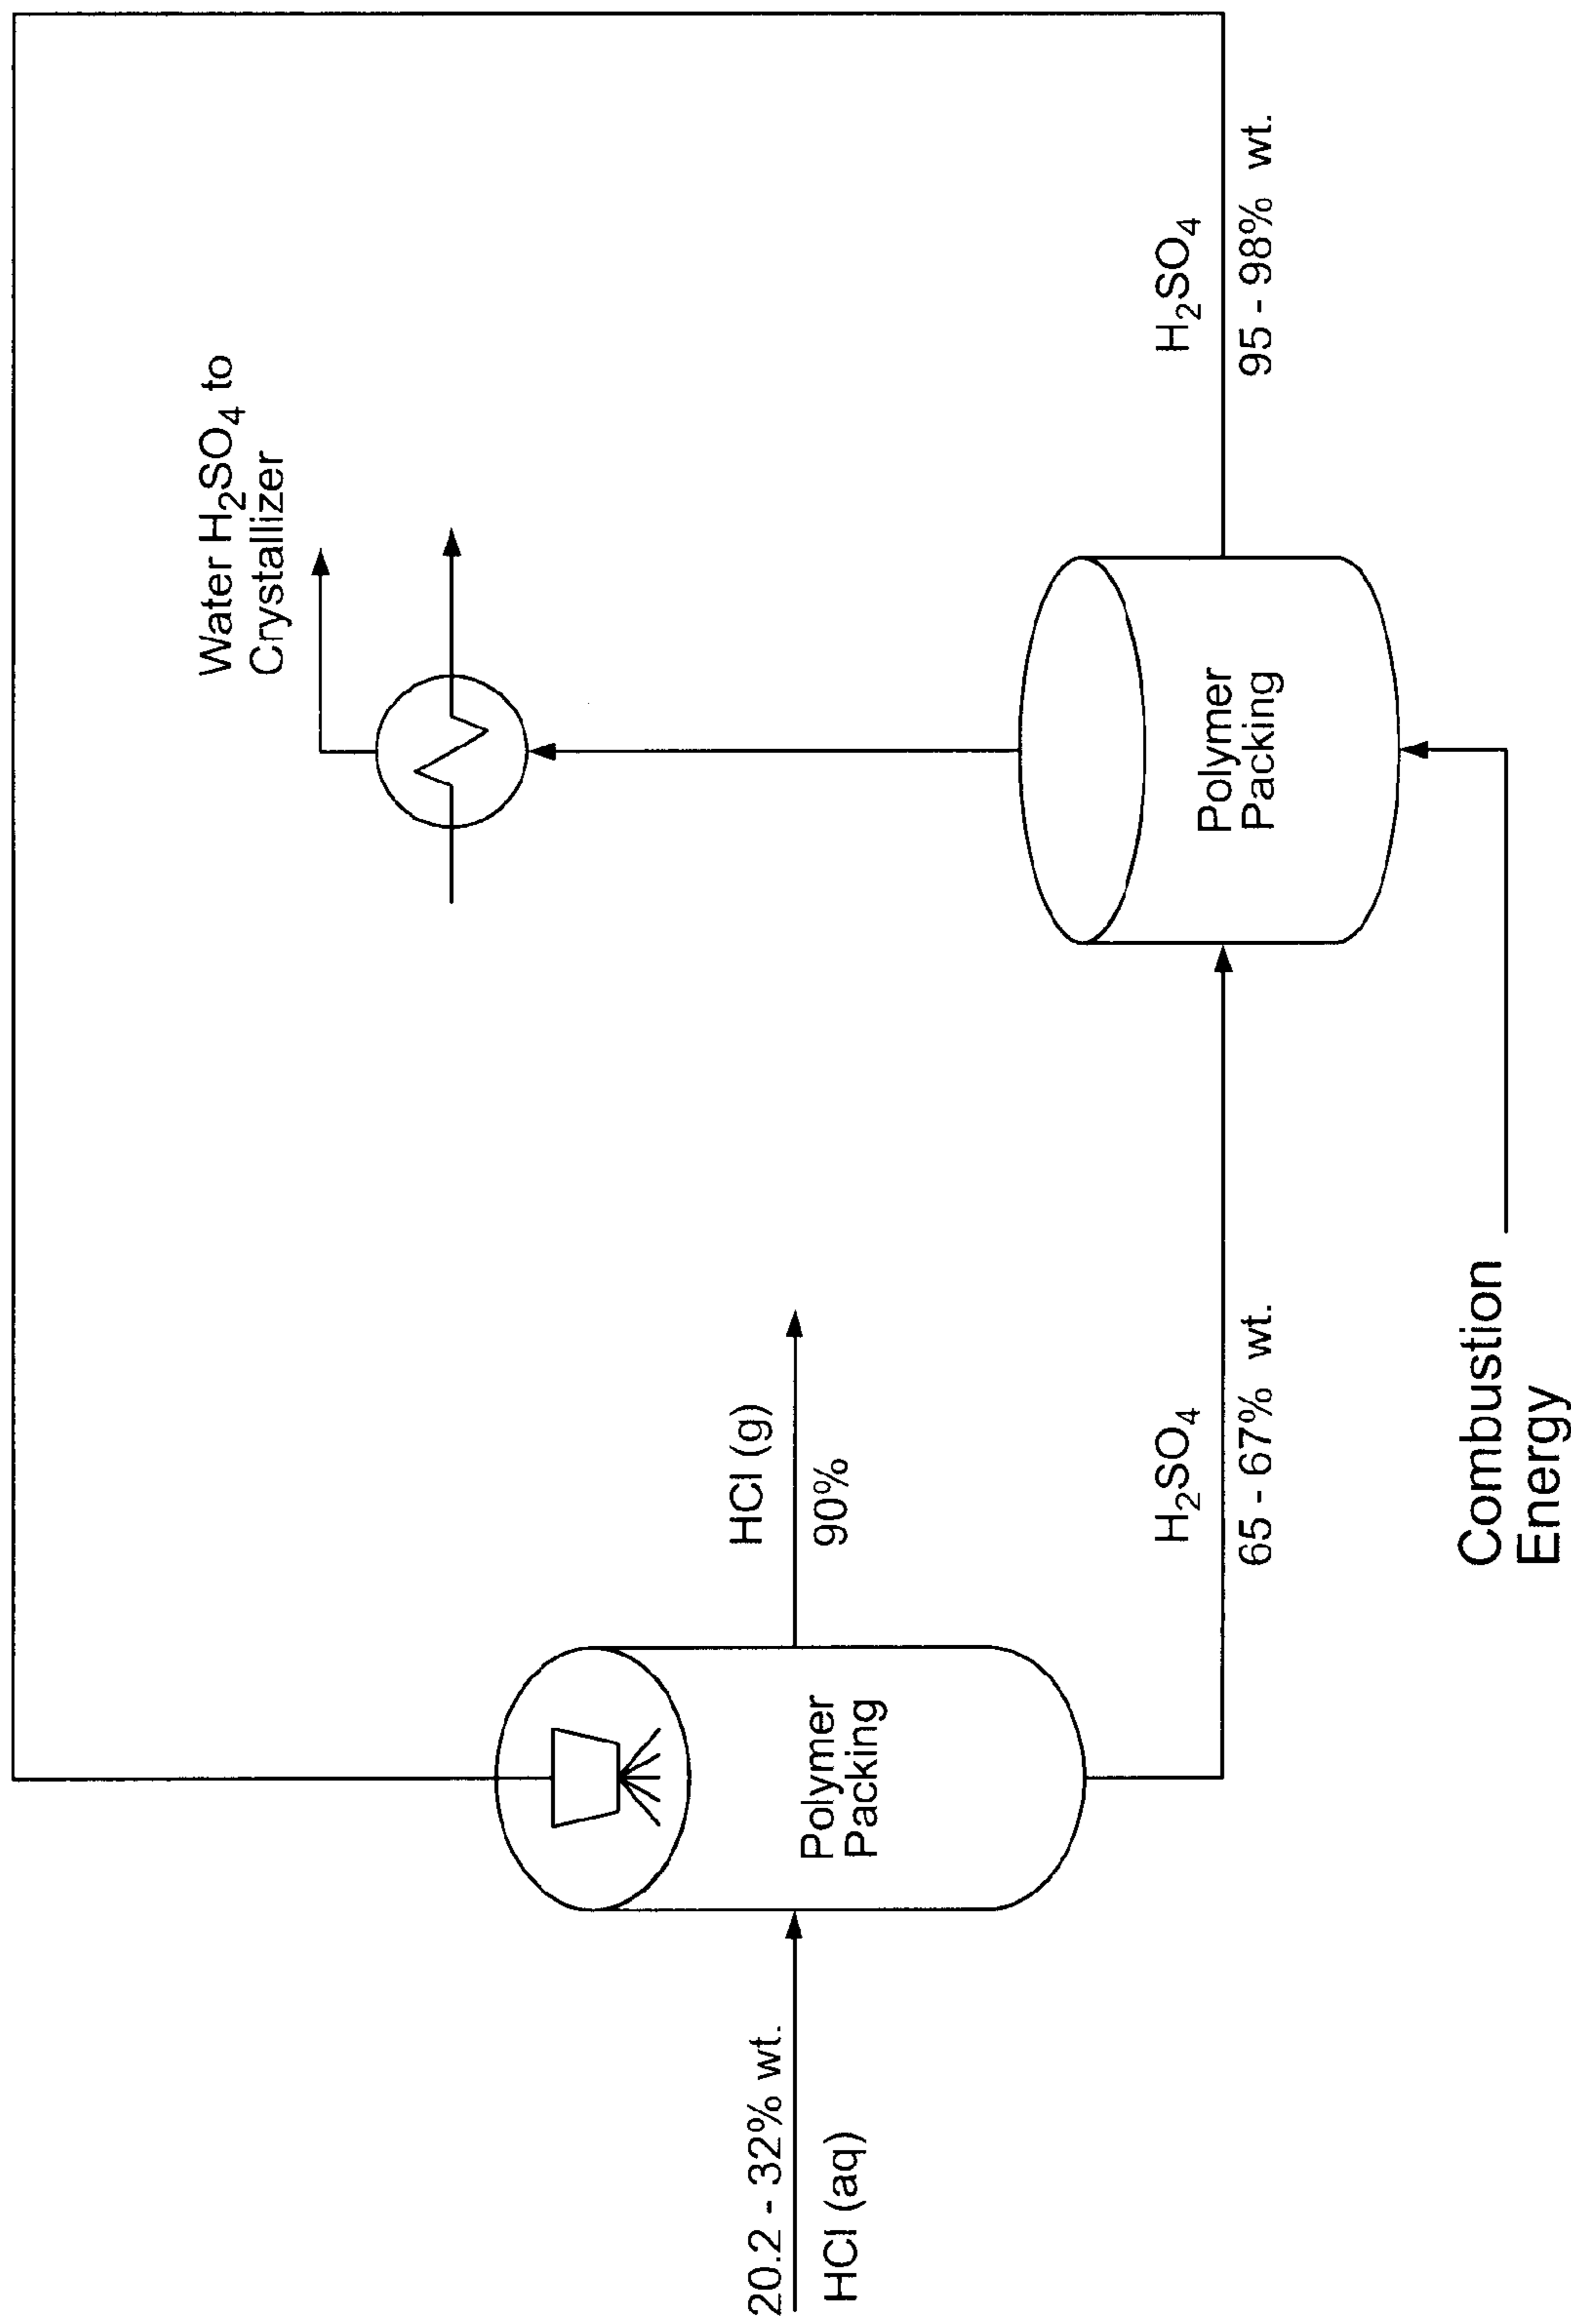 Water H₂SO₄ to
Crystallizer
20.2 - 32% wt.
HCl (aq)
Polymer
Packing
HCl (g)
90%
H₂SO₄
65 - 67% wt.
Combustion
Energy
Polymer
Packing
H₂SO₄
95 - 98% wt.